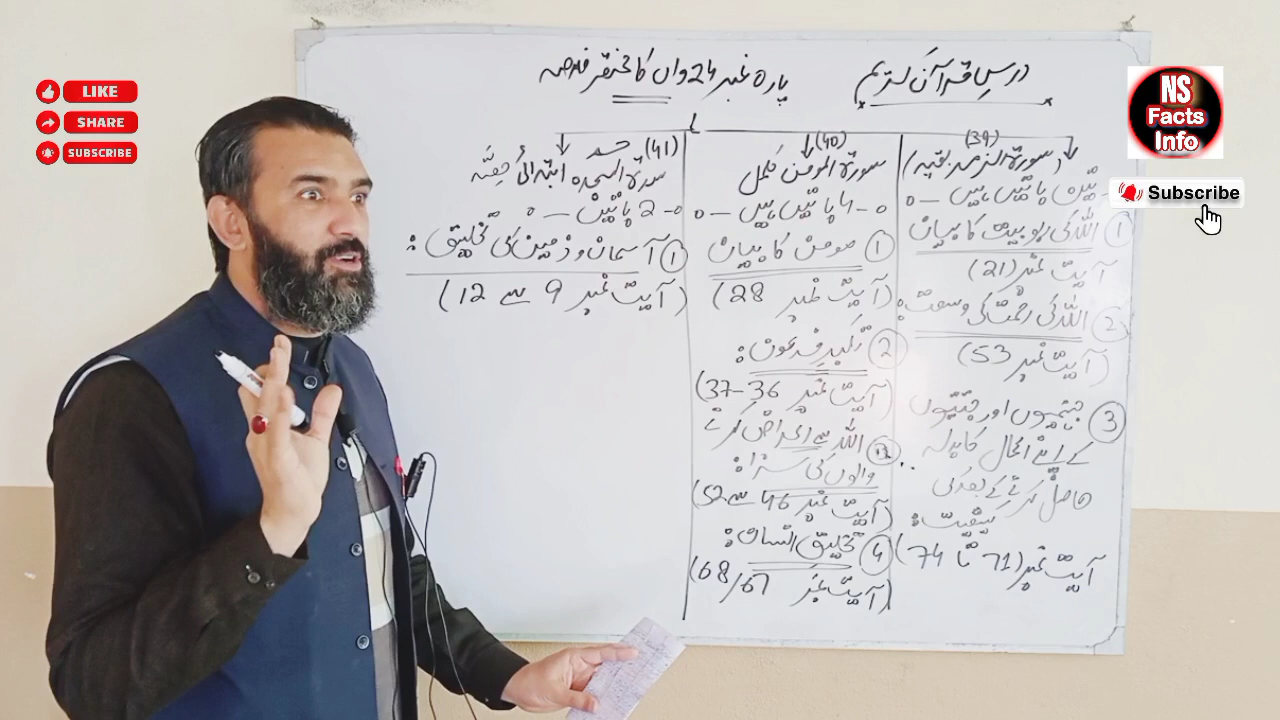 درسِ قرآن کریم
پارہ نمبر 24 واں کا مختصر خلاصہ
(39)
(سورۃ الزمر بقیہ)
تین باتیں ہیں
① اللہ کی ربوبیت کا بیان
آیت نمبر (21)
② اللہ کی رحمت کی وسعت:
(آیت نمبر 53)
③ جہنمیوں اور جنتیوں
کے اپنے اعمال کا بدلہ
حاصل کرنے کے بعد کی
کیفیت:
آیت نمبر (71 تا 74)
(40)
سورۃ المومن مکمل
4 باتیں ہیں
① مومن کا بیان
(آیت نمبر 28)
② تکبرِ فرعون:
(آیت نمبر 36-37)
اللہ سے اعراض کرنے
والوں کی سزا:
(آیت نمبر 46 سے 52)
④ تخلیقِ انسان:
(آیت نمبر 67/68)
(41)
حم
سورۃ السجدہ ابتدائی حصّہ
2 باتیں
① آسمان و زمین کی تخلیق:
(آیت نمبر 9 سے 12)
LIKE
SHARE
SUBSCRIBE
NS
Facts
Info
Subscribe